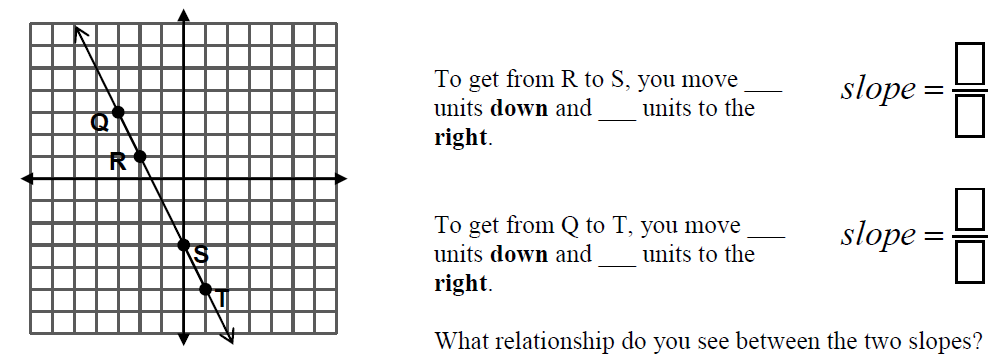 Q
R
S
T
To get from R to S, you move ___
units down and ___ units to the
right.
slope =
To get from Q to T, you move ___
units down and ___ units to the
right.
slope =
What relationship do you see between the two slopes?